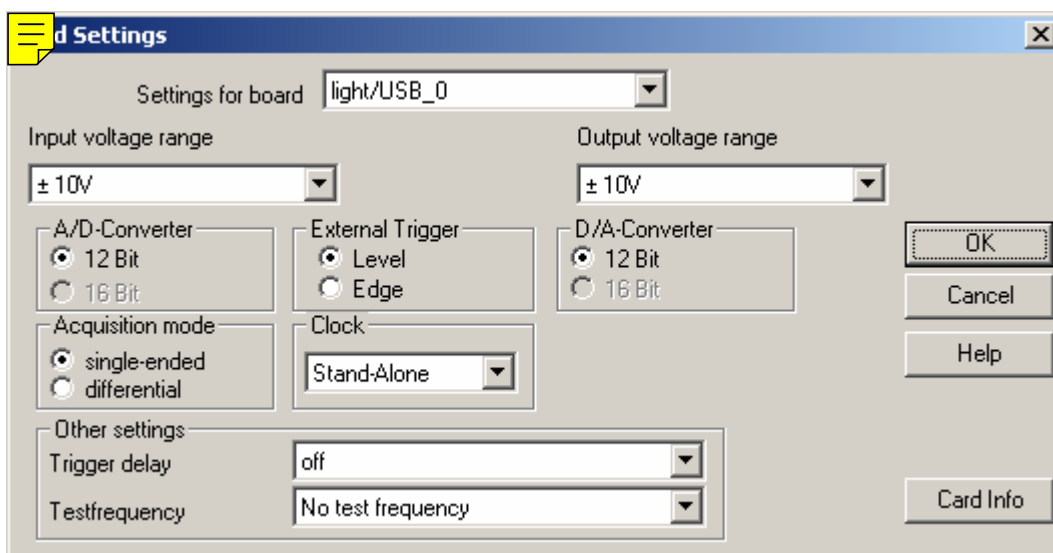 d Settings
Settings for board light/USB_0
Input voltage range Output voltage range
± 10V ± 10V
A/D-Converter External Trigger D/A-Converter
12 Bit Level 12 Bit
16 Bit Edge 16 Bit
OK
Cancel
Help
Acquisition mode Clock
single-ended Stand-Alone
differential
Other settings
Trigger delay off
Testfrequency No test frequency
Card Info